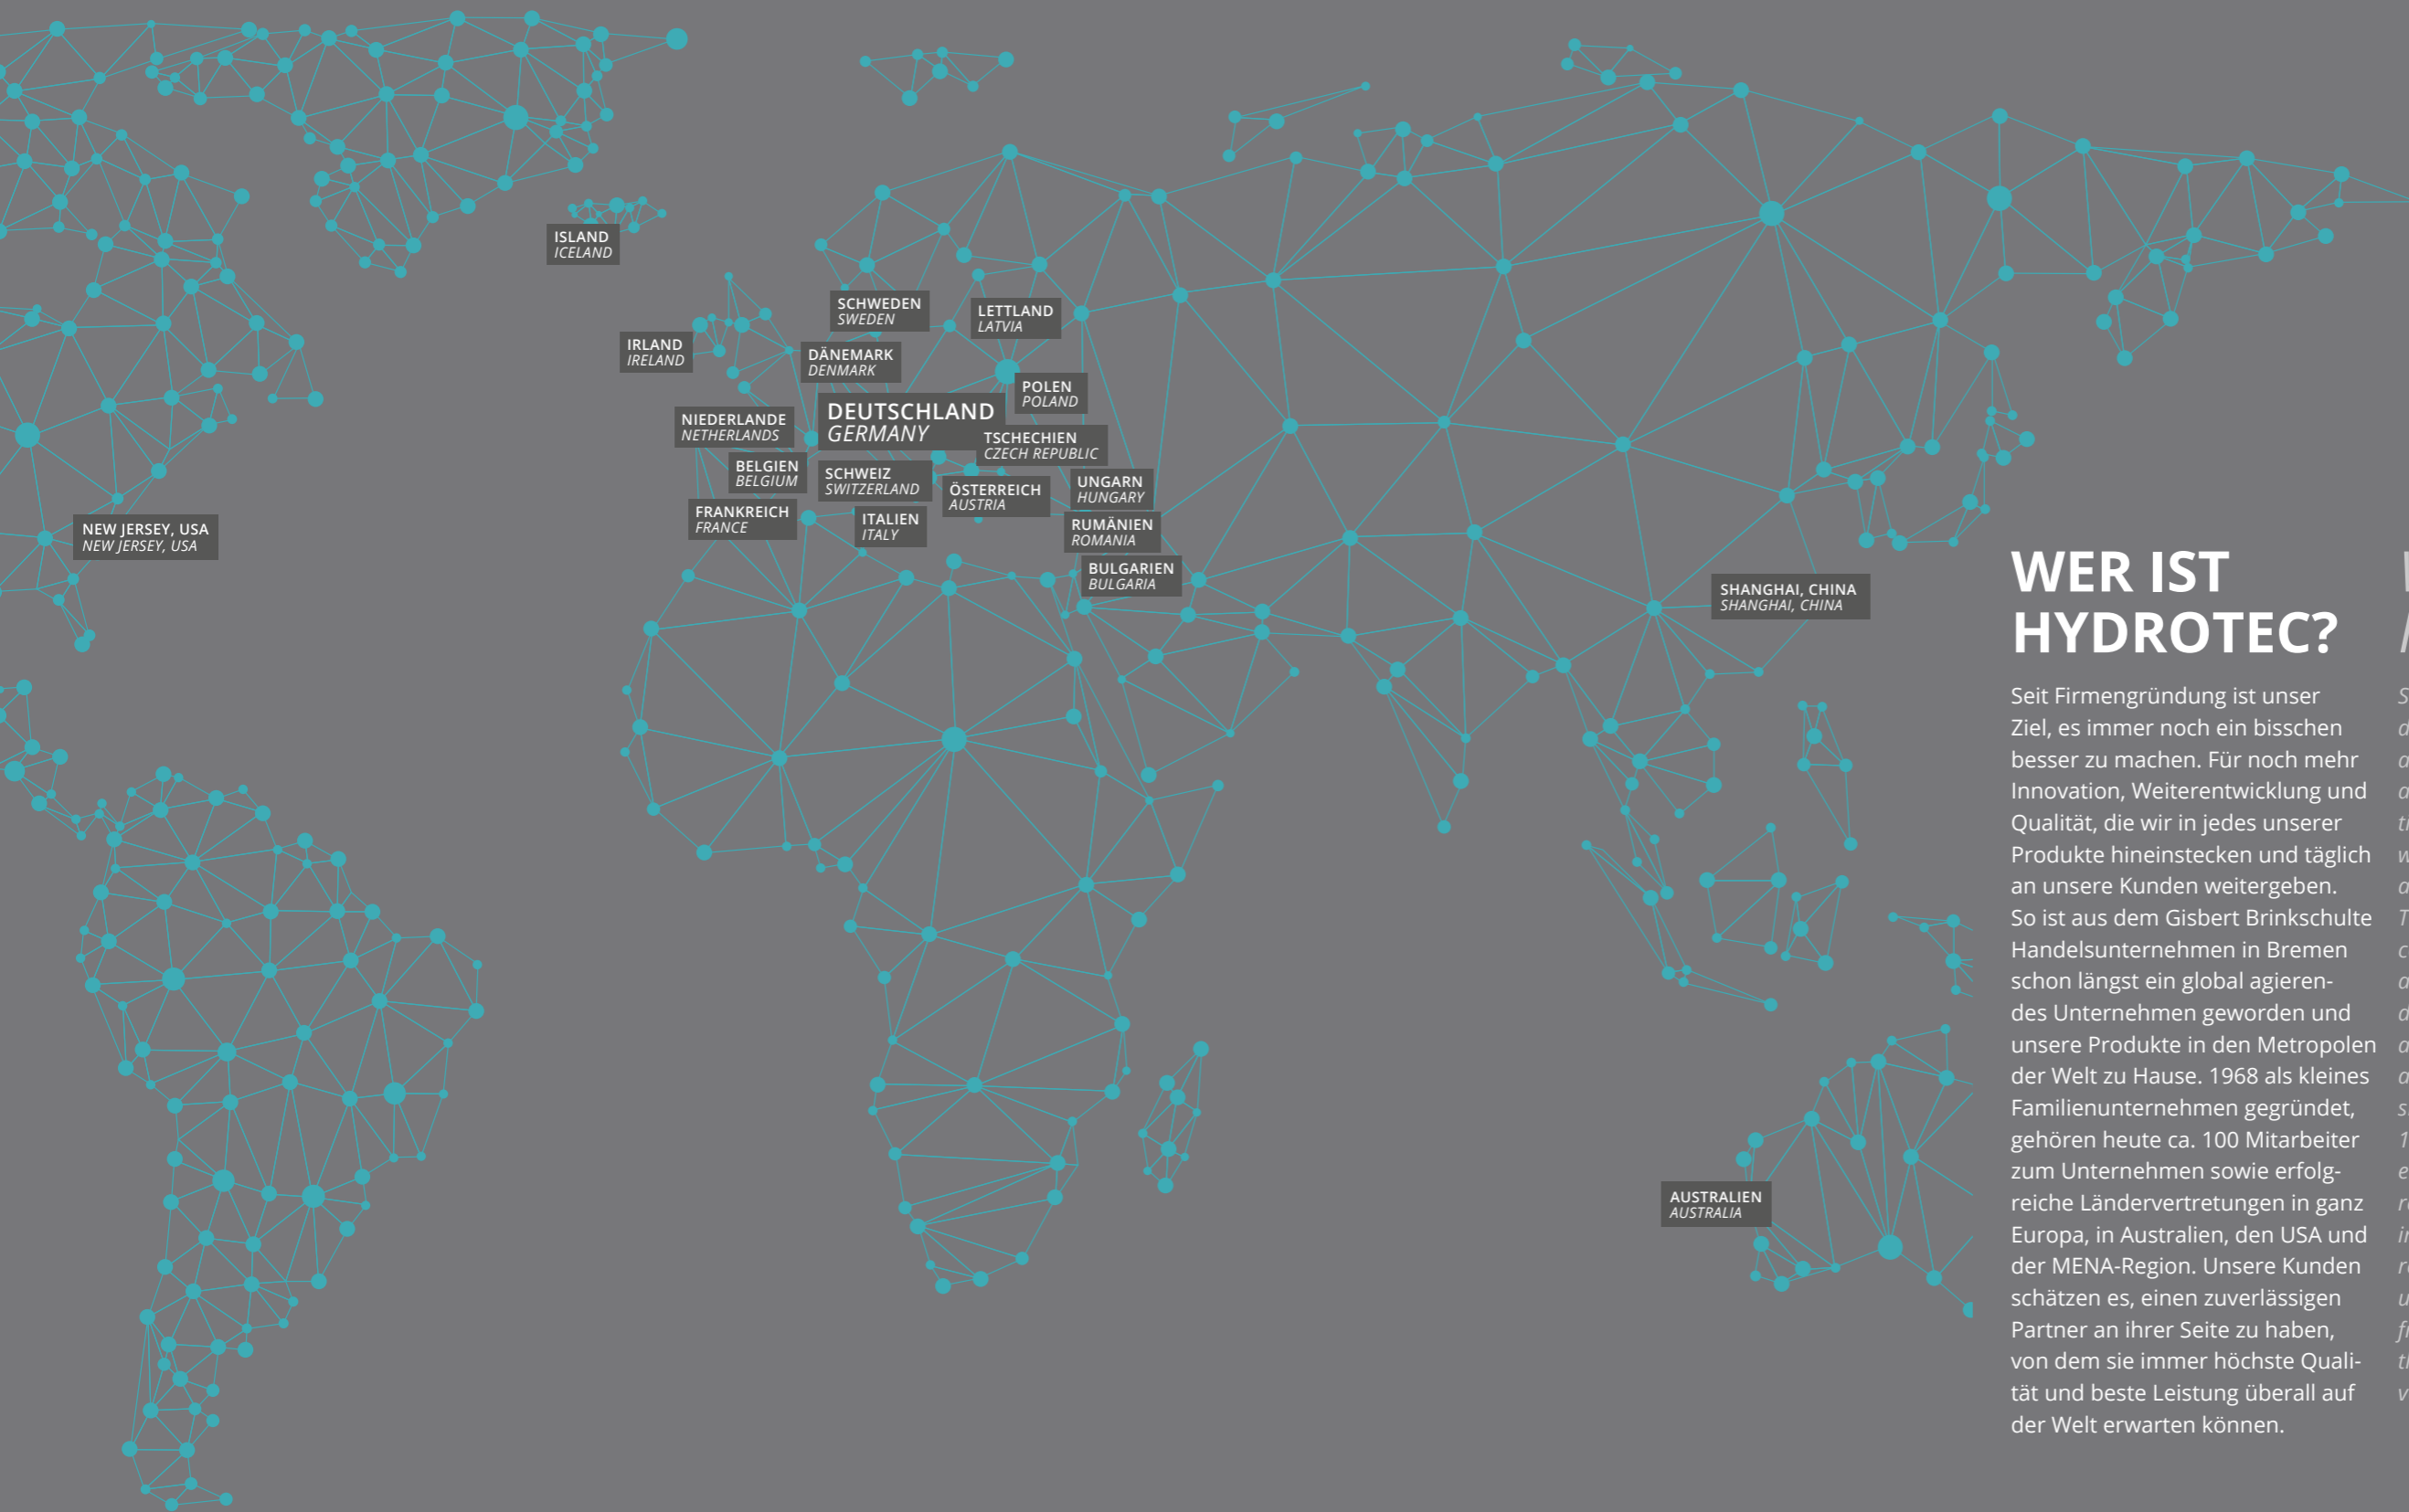 ISLAND
ICELAND
SCHWEDEN
SWEDEN
LETTLAND
LATVIA
IRLAND
IRELAND
DÄNEMARK
DENMARK
POLEN
POLAND
DEUTSCHLAND
GERMANY
NIEDERLANDE
NETHERLANDS
TSCHECHIEN
CZECH REPUBLIC
BELGIEN
BELGIUM
SCHWEIZ
SWITZERLAND
ÖSTERREICH
AUSTRIA
UNGARN
HUNGARY
FRANKREICH
FRANCE
ITALIEN
ITALY
RUMÄNIEN
ROMANIA
NEW JERSEY, USA
NEW JERSEY, USA
BULGARIEN
BULGARIA
SHANGHAI, CHINA
SHANGHAI, CHINA
AUSTRALIEN
AUSTRALIA
WER IST
HYDROTEC?
Seit Firmengründung ist unser
Ziel, es immer noch ein bisschen
besser zu machen. Für noch mehr
Innovation, Weiterentwicklung und
Qualität, die wir in jedes unserer
Produkte hineinstecken und täglich
an unsere Kunden weitergeben.
So ist aus dem Gisbert Brinkschulte
Handelsunternehmen in Bremen
schon längst ein global agieren-
des Unternehmen geworden und
unsere Produkte in den Metropolen
der Welt zu Hause. 1968 als kleines
Familienunternehmen gegründet,
gehören heute ca. 100 Mitarbeiter
zum Unternehmen sowie erfolg-
reiche Ländervertretungen in ganz
Europa, in Australien, den USA und
der MENA-Region. Unsere Kunden
schätzen es, einen zuverlässigen
Partner an ihrer Seite zu haben,
von dem sie immer höchste Quali-
tät und beste Leistung überall auf
der Welt erwarten können.